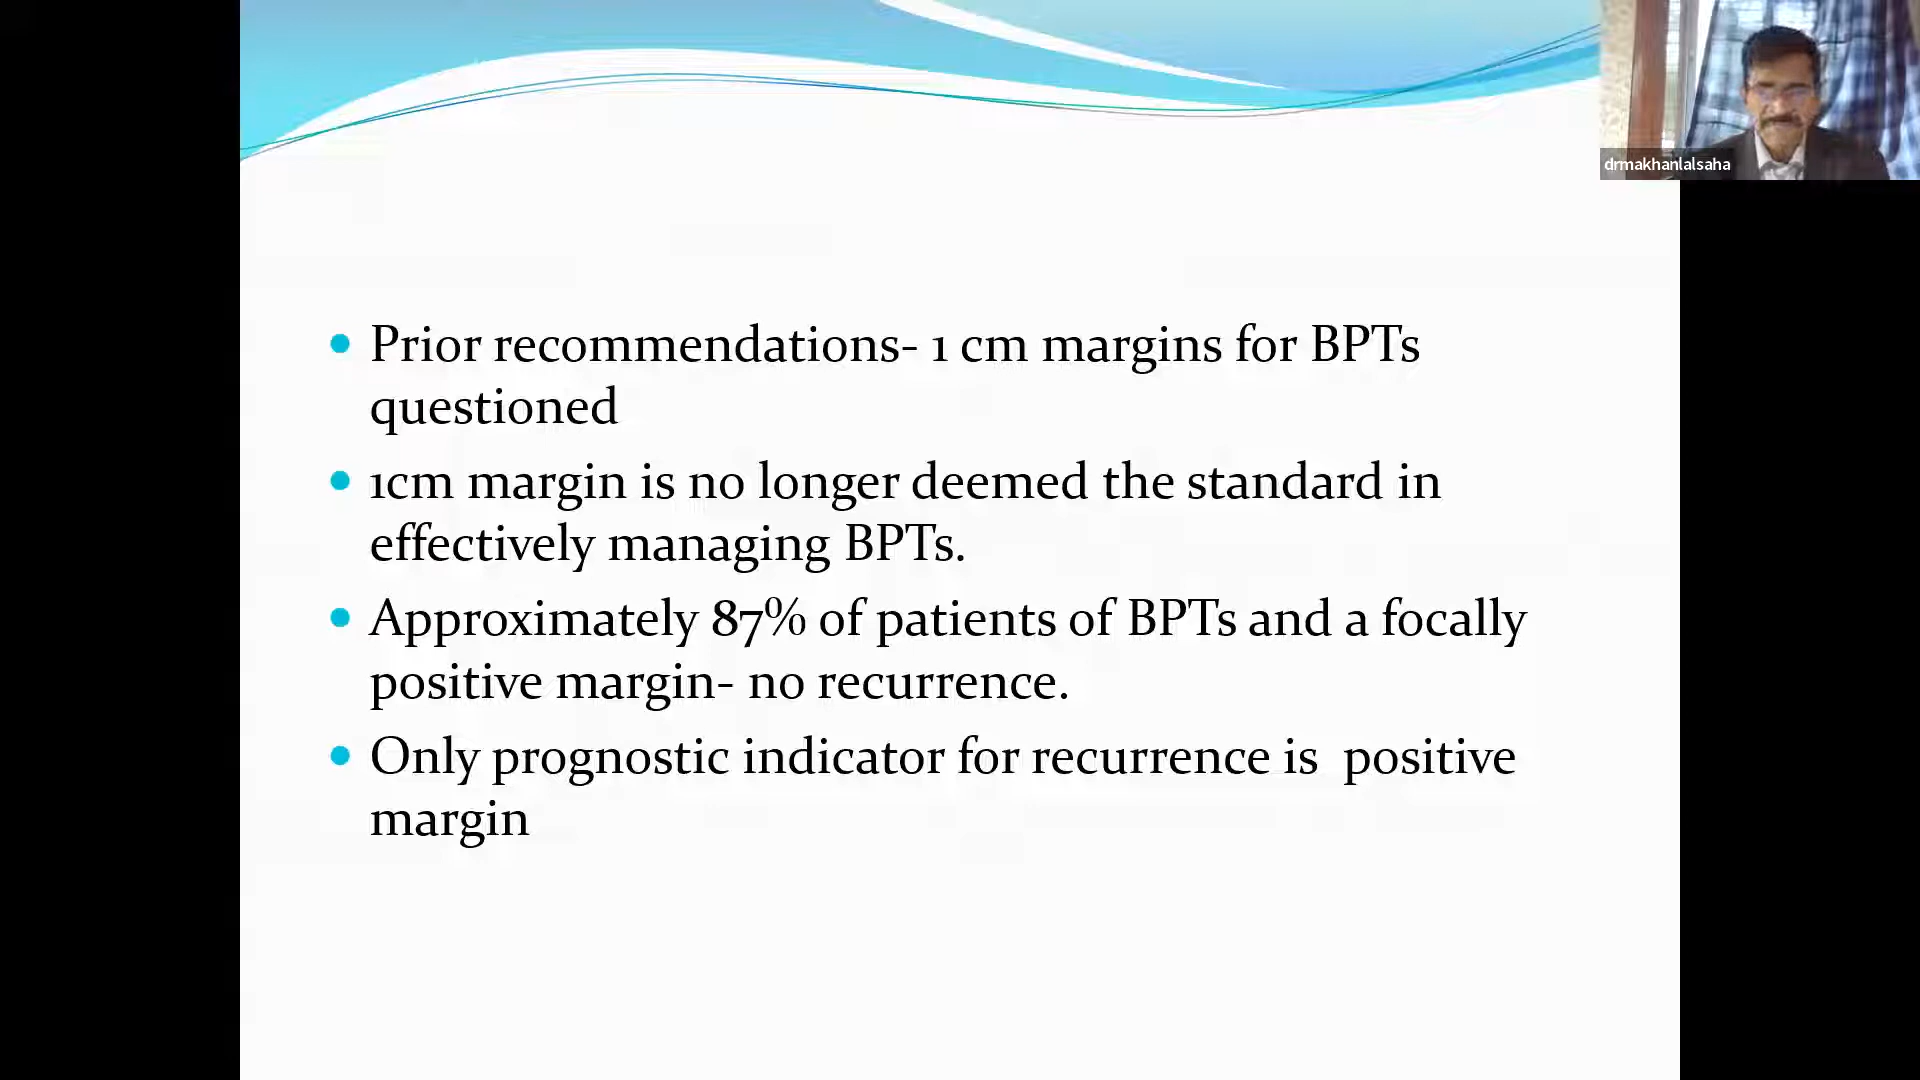 drmakhanlalsaha
• Prior recommendations- 1 cm margins for BPTs
questioned
• 1cm margin is no longer deemed the standard in
effectively managing BPTs.
• Approximately 87% of patients of BPTs and a focally
positive margin- no recurrence.
• Only prognostic indicator for recurrence is  positive
margin